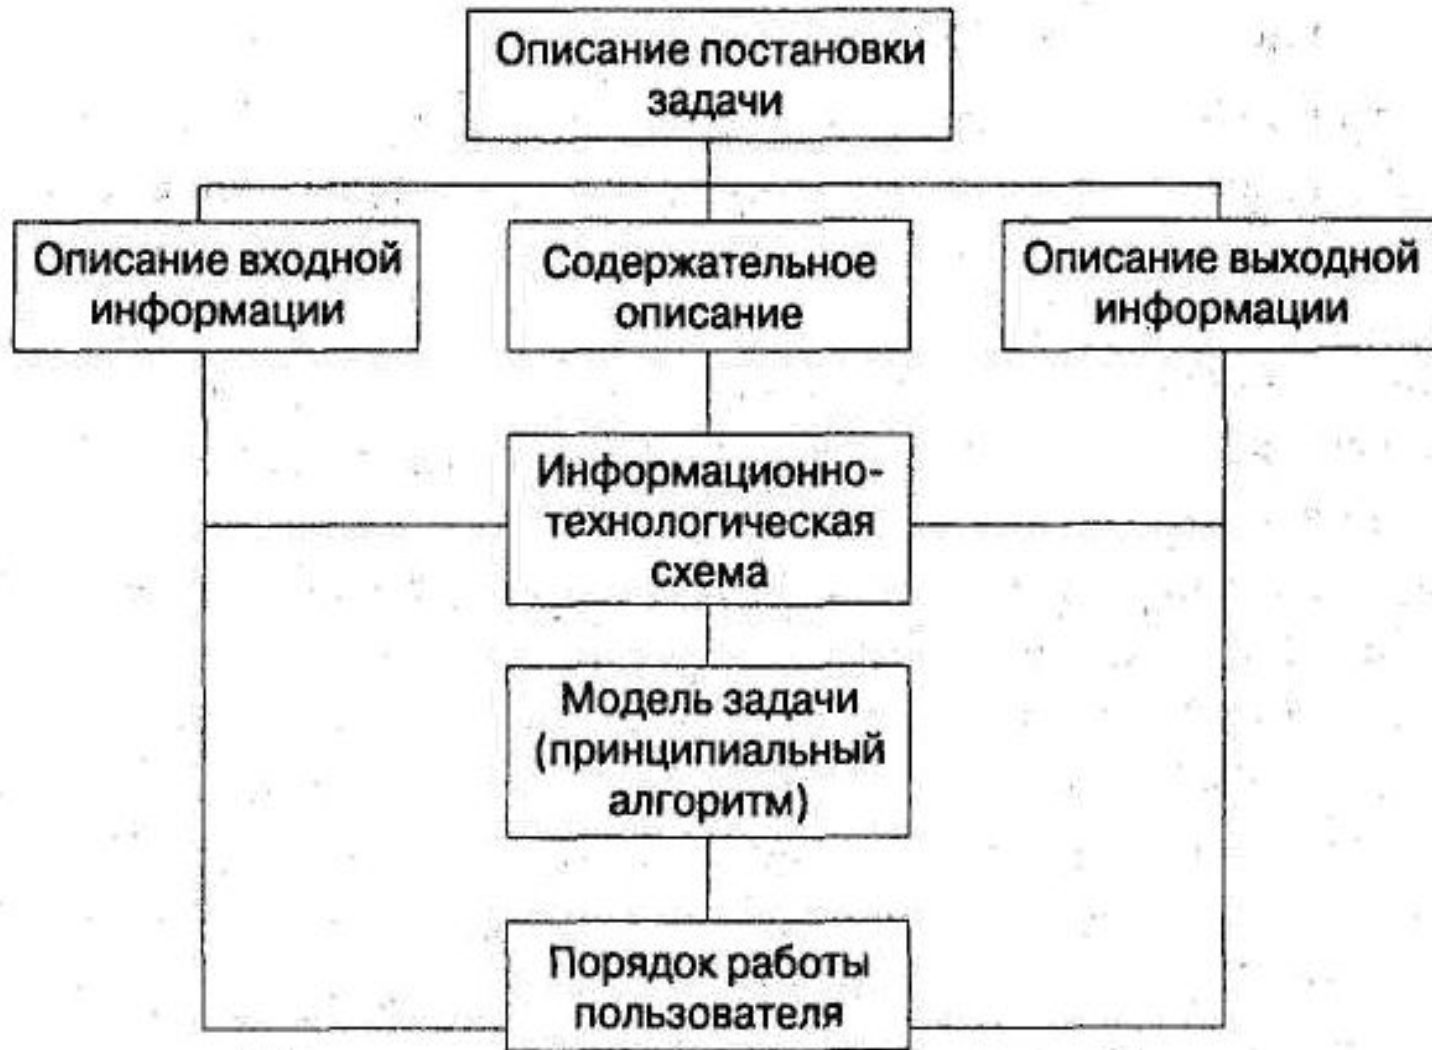 Описание постановки
задачи
Описание входной
информации
Содержательное
описание
Описание выходной
информации
Информационно-
технологическая
схема
Модель задачи
(принципиальный
алгоритм)
Порядок работы
пользователя